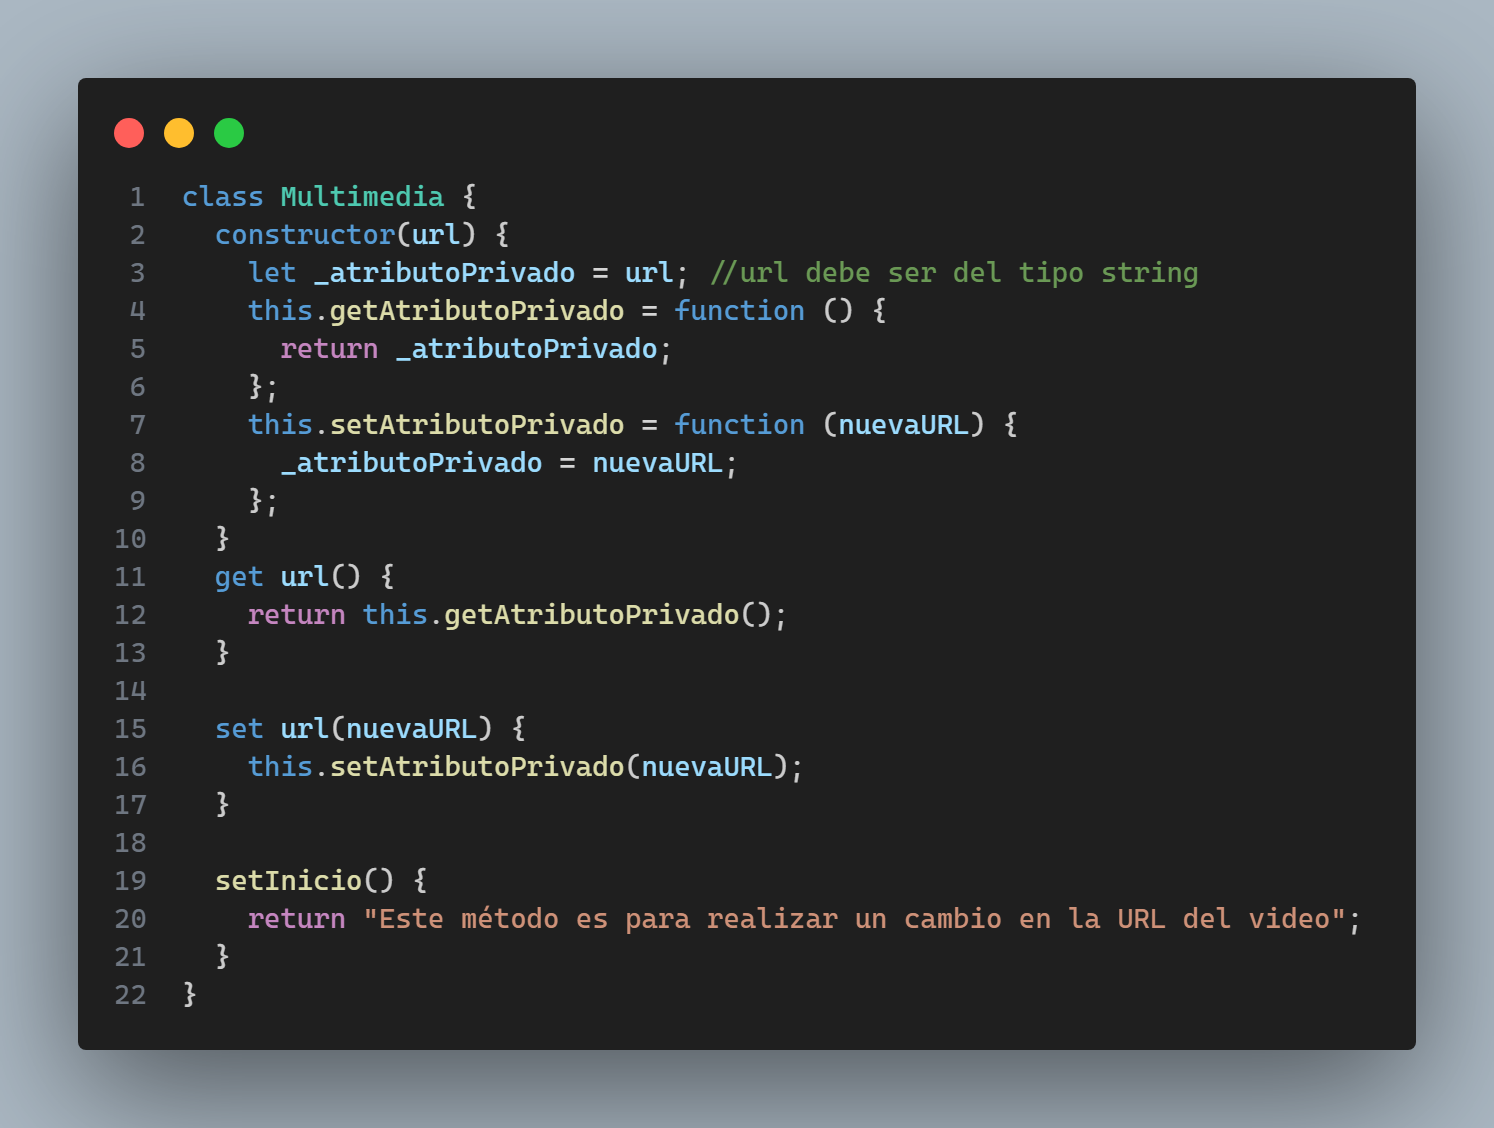 1 class Multimedia {
2   constructor(url) {
3     let _atributoPrivado = url; //url debe ser del tipo string
4     this.getAtributoPrivado = function () {
5       return _atributoPrivado;
6     };
7     this.setAtributoPrivado = function (nuevaURL) {
8       _atributoPrivado = nuevaURL;
9     };
10   }
11   get url() {
12     return this.getAtributoPrivado();
13   }
14
15   set url(nuevaURL) {
16     this.setAtributoPrivado(nuevaURL);
17   }
18
19   setInicio() {
20     return "Este método es para realizar un cambio en la URL del video";
21   }
22 }